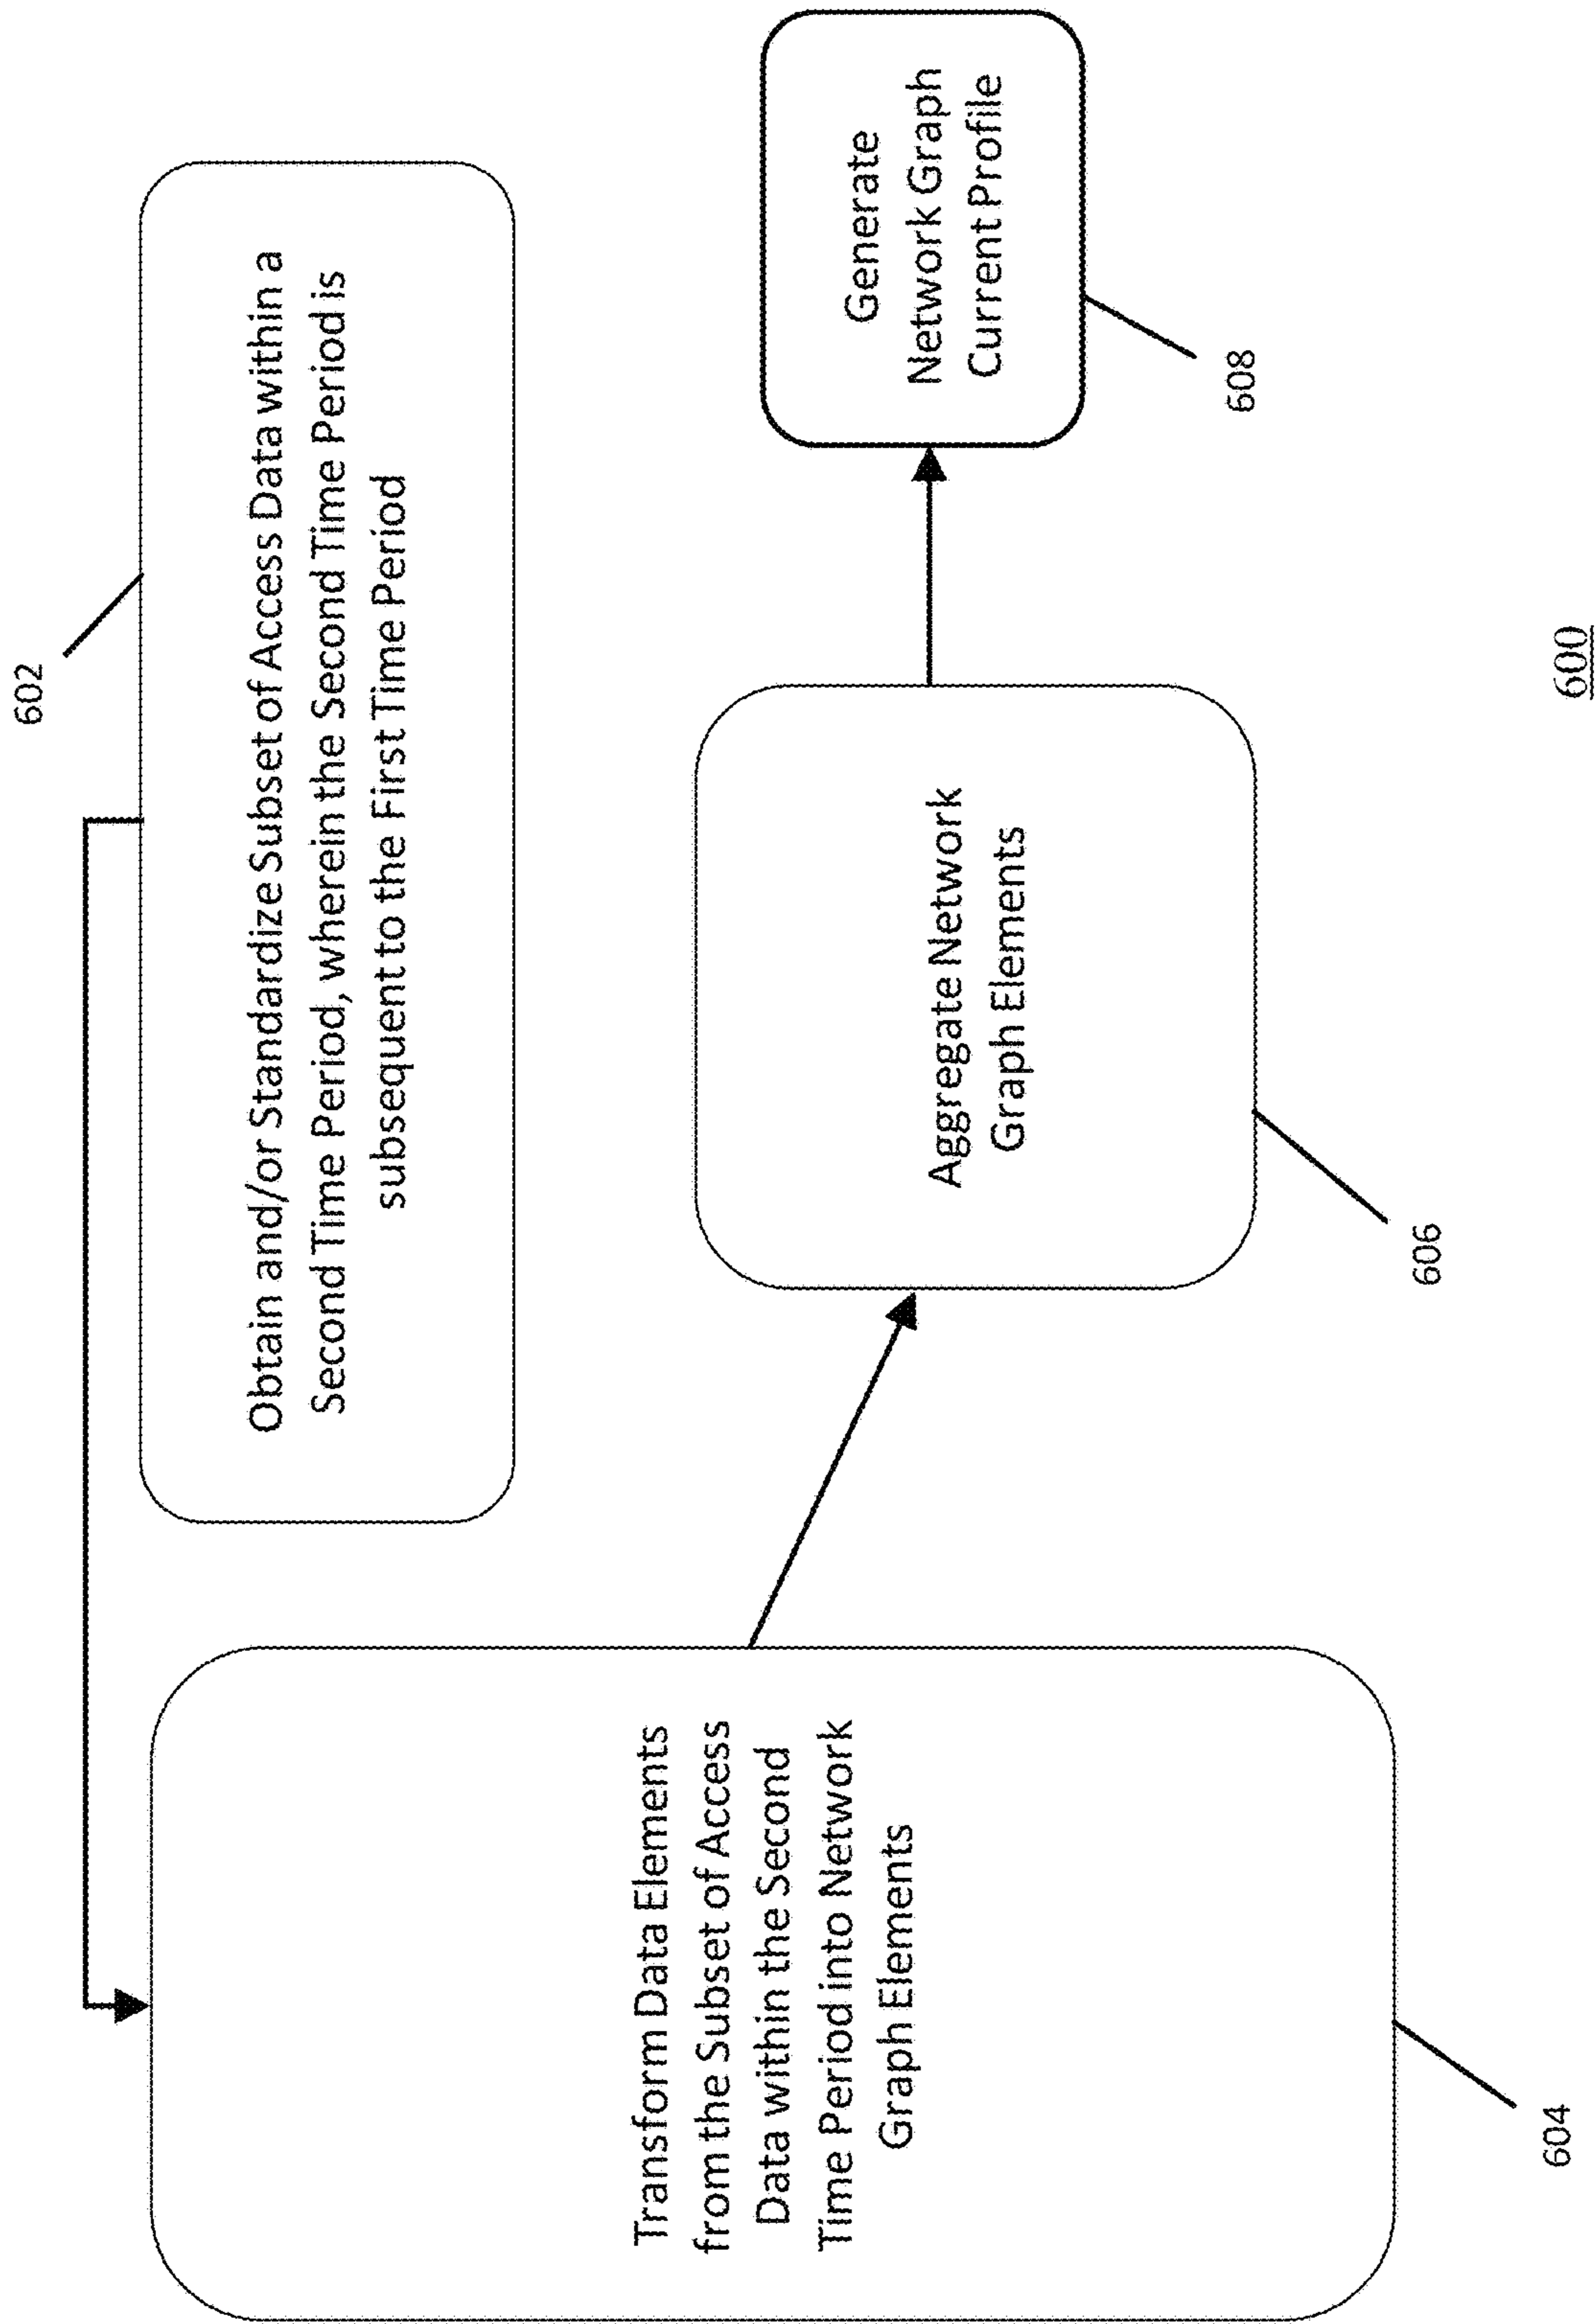 602
Obtain and/or Standardize Subset of Access Data within a
Second Time Period, wherein the Second Time Period is
subsequent to the First Time Period
Transform Data Elements
from the Subset of Access
Data within the Second
Time Period into Network
Graph Elements
604
Aggregate Network
Graph Elements
606
Generate
Network Graph
Current Profile
608
600